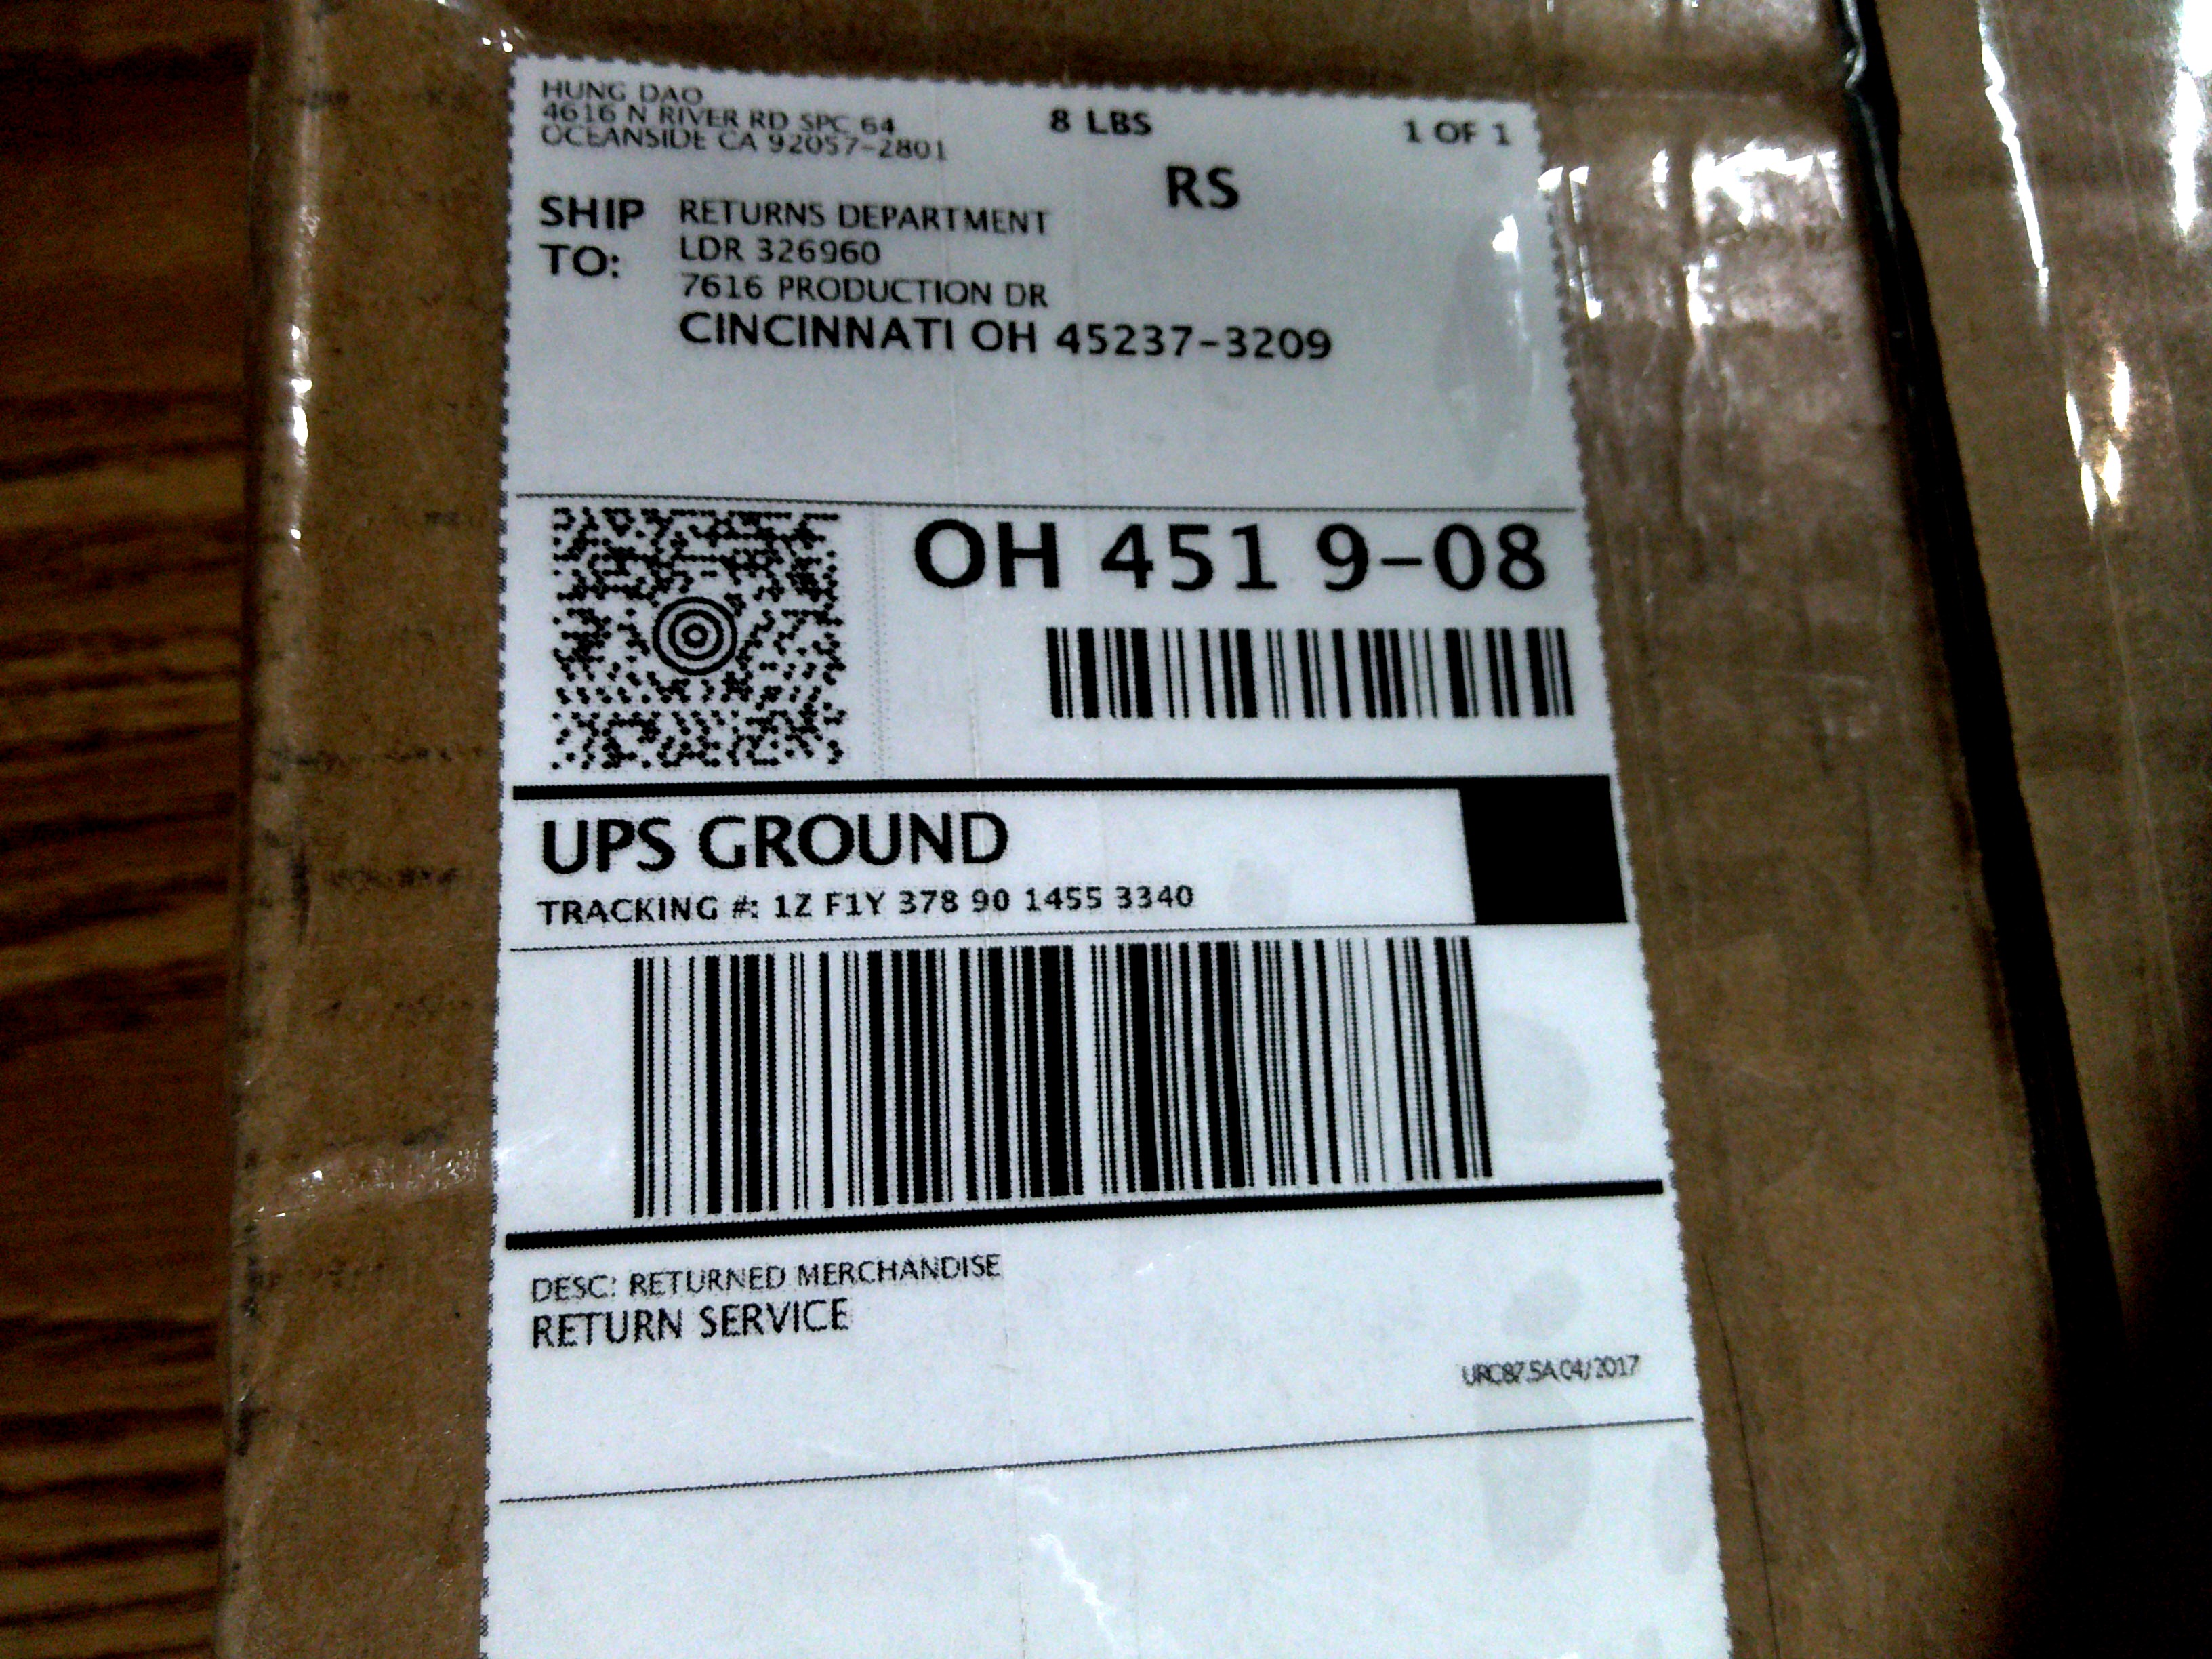 HUNG DAO
4616 N RIVER RD SPC 64
OCEANSIDE CA 92057-2801
8 LBS
1 OF 1
RS
SHIP TO:
RETURNS DEPARTMENT
LDR 326960
7616 PRODUCTION DR
CINCINNATI OH 45237-3209
OH 451 9-08
UPS GROUND
TRACKING #: 1Z F1Y 378 90 1455 3340
DESC: RETURNED MERCHANDISE
RETURN SERVICE
04/2017